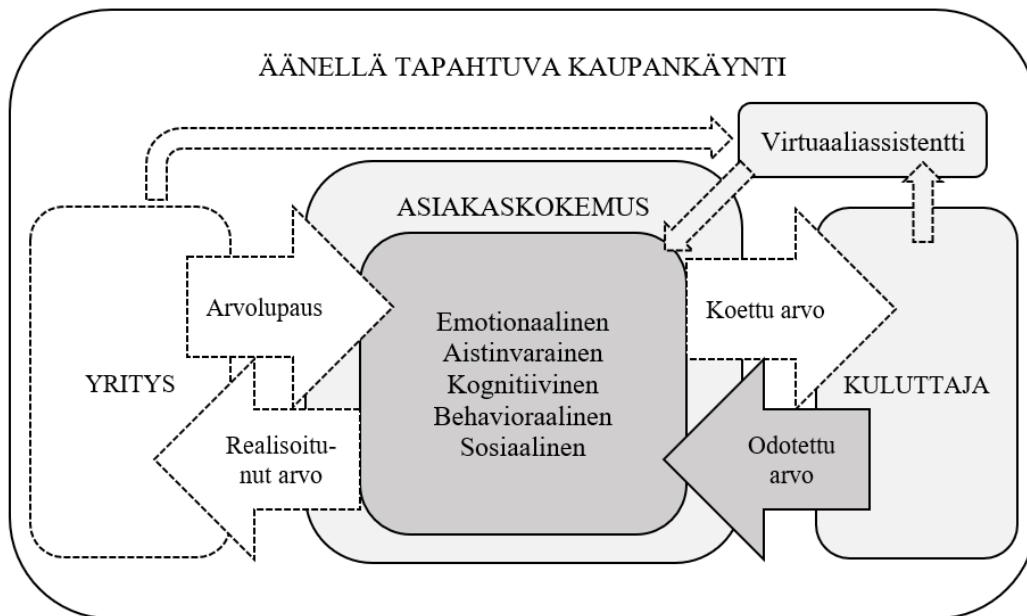 ÄÄNELLÄ TAPAHTUVA KAUPANKÄYNTI
Virtuaaliassistentti
ASIAKASKOKEMUS
Arvolupaus
Emotionaalinen
Aistinvarainen
Kognitiivinen
Behavioraalinen
Sosiaalinen
Koettu arvo
YRITYS
KULUTTAJA
Realisoitu-
nut arvo
Odotettu
arvo